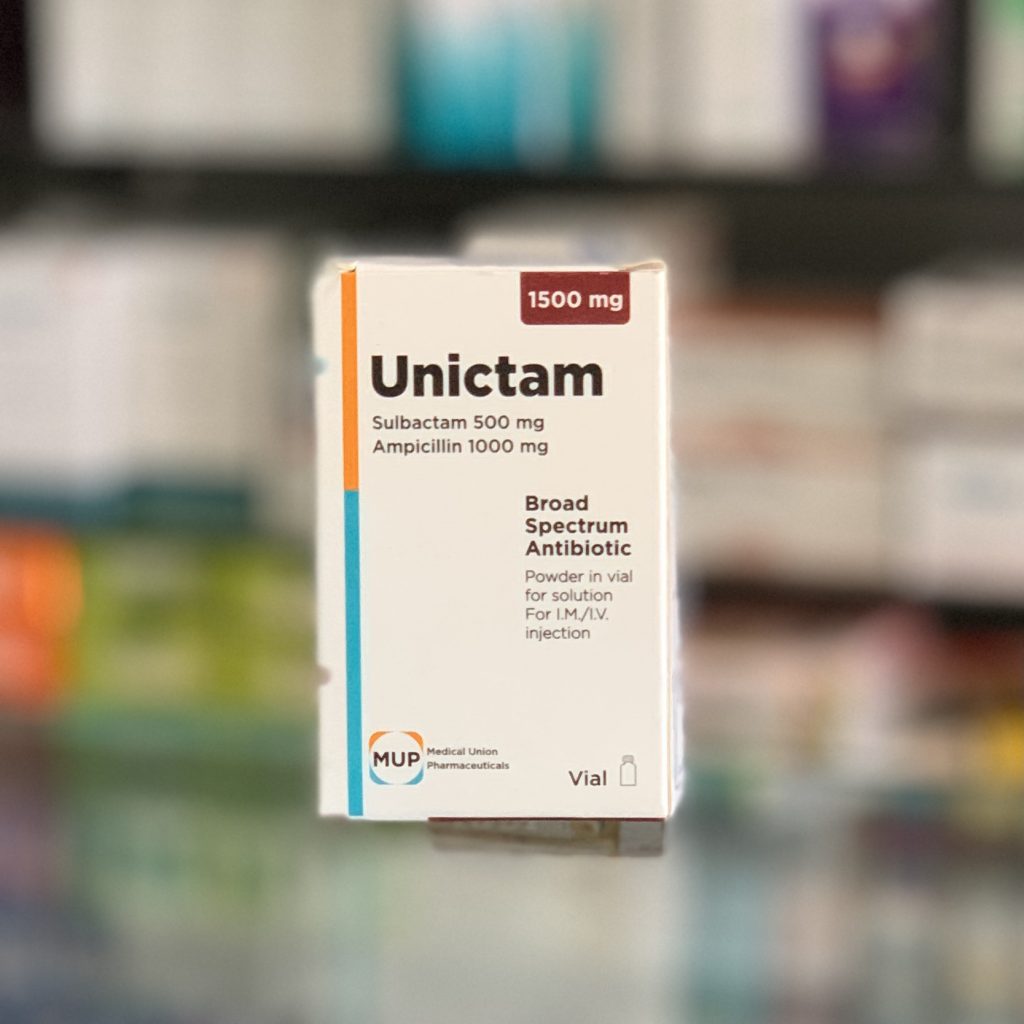 1500 mg
Unictam
Sulbactam 500 mg
Ampicillin 1000 mg
Broad
Spectrum
Antibiotic
Powder in vial
for solution
For I.M./I.V.
injection
MUP
Medical Union
Pharmaceuticals
Vial